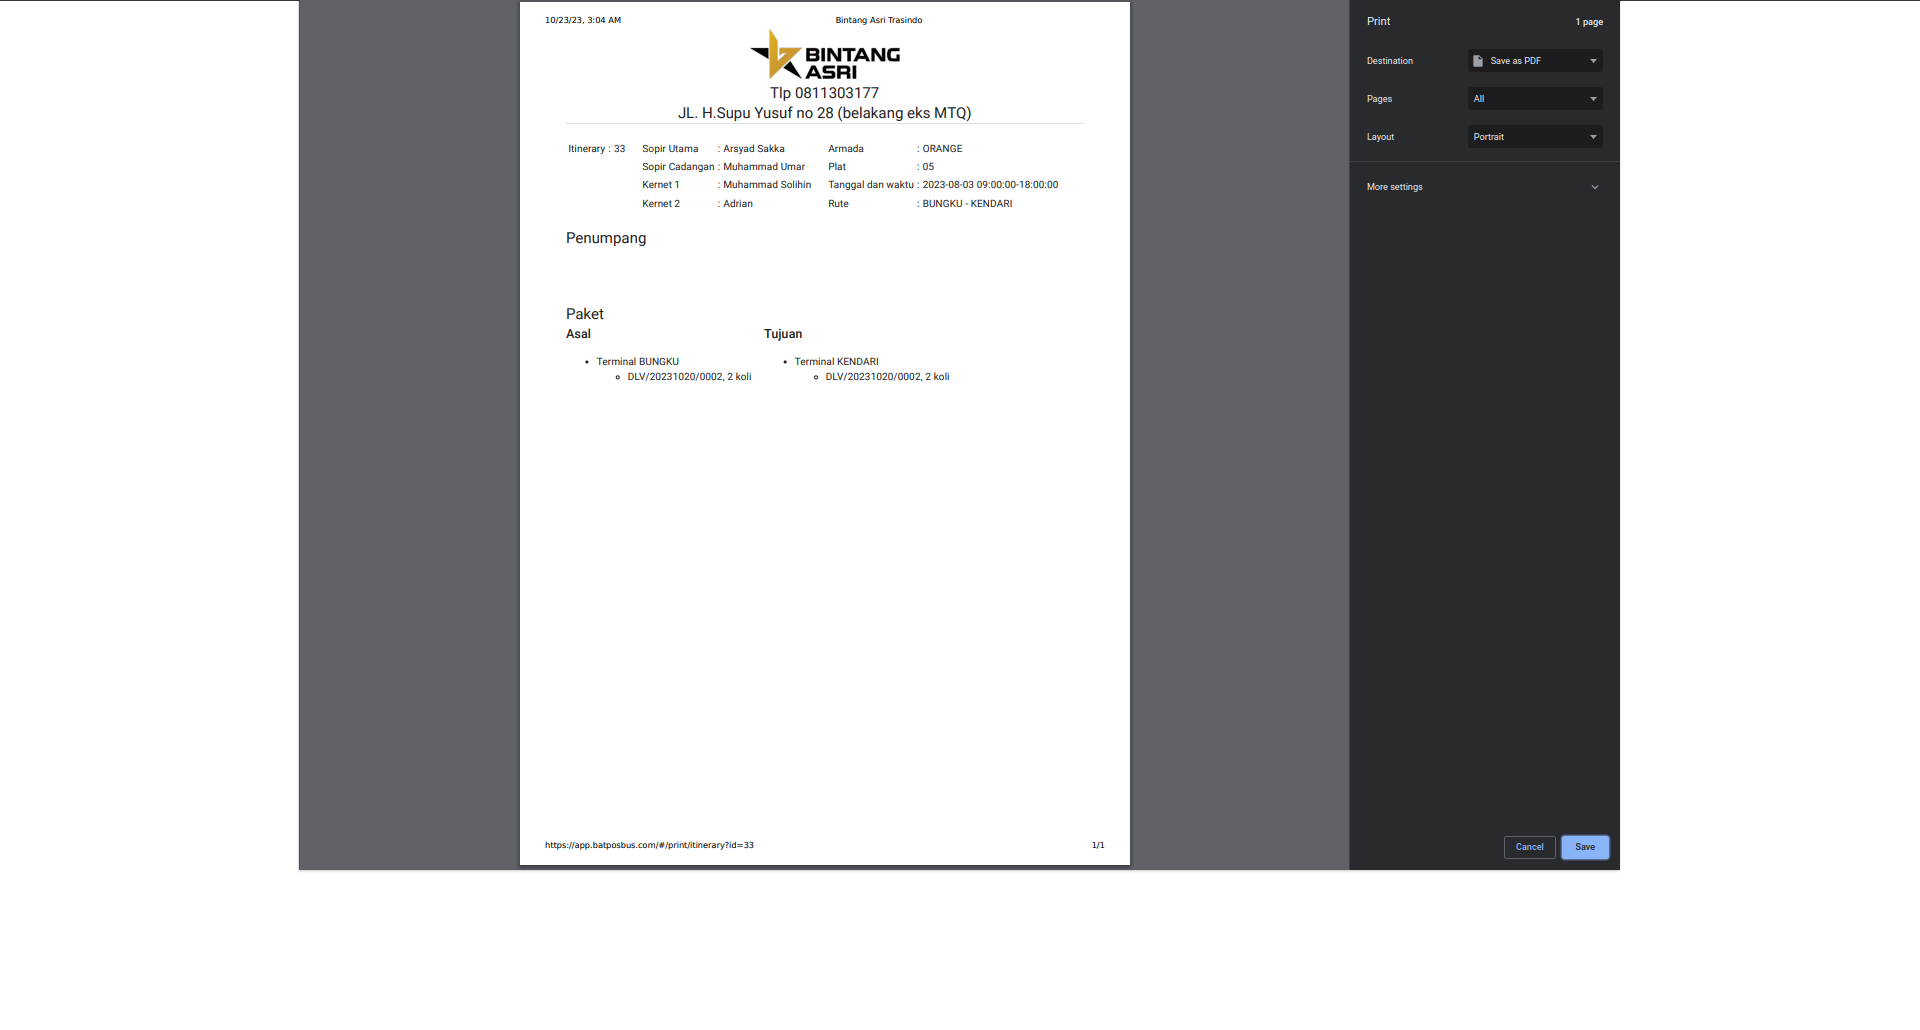 10/23/23, 3:04 AM Bintang Asri Trasindo
BINTANG
ASRI
Tlp 0811303177
JL. H.Supu Yusuf no 28 (belakang eks MTQ)
Itinerary : 33 Sopir Utama : Arsyad Sakka Armada : ORANGE
Sopir Cadangan : Muhammad Umar Plat : 05
Kernet 1 : Muhammad Solihin Tanggal dan waktu : 2023-08-03 09:00:00-18:00:00
Kernet 2 : Adrian Rute : BUNGKU - KENDARI
Penumpang
Paket
Asal Tujuan
• Terminal BUNGKU • Terminal KENDARI
DLV/20231020/0002, 2 koli DLV/20231020/0002, 2 koli
https://app.batposbus.com/#/print/itinerary?id=33 1/1
Print 1 page
Destination Save as PDF
Pages All
Layout Portrait
More settings
Cancel Save